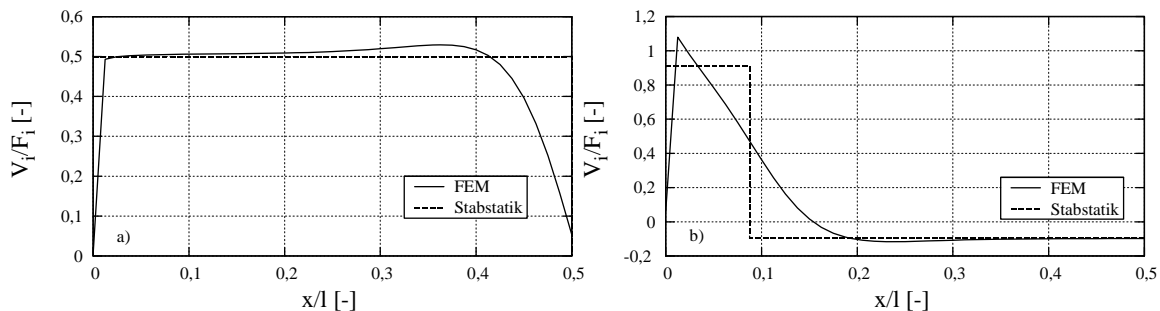 0,6
0,5
0,4
0,3
0,2
0,1
0
V_i/F_i [-]
FEM
Stabstatik
a)
0
0,1
0,2
0,3
0,4
0,5
x/l [-]
1,2
1
0,8
0,6
0,4
0,2
0
-0,2
V_i/F_i [-]
FEM
Stabstatik
b)
0
0,1
0,2
0,3
0,4
0,5
x/l [-]